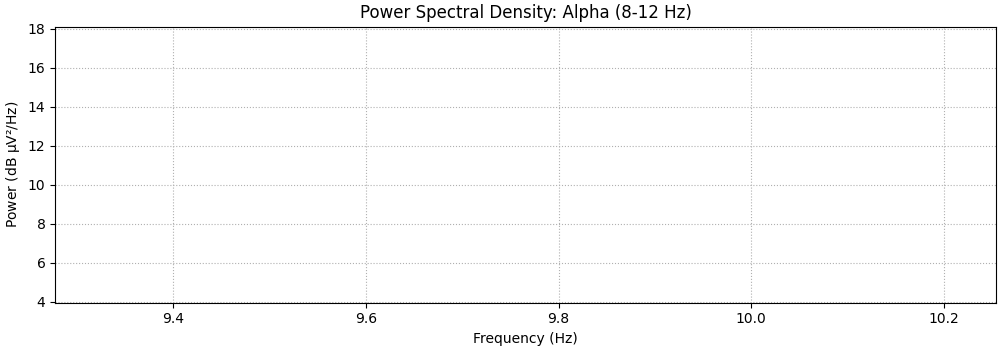 Power Spectral Density: Alpha (8-12 Hz)
18
16
14
12
10
8
6
4
Power (dB µV²/Hz)
9.4 9.6 9.8 10.0 10.2
Frequency (Hz)